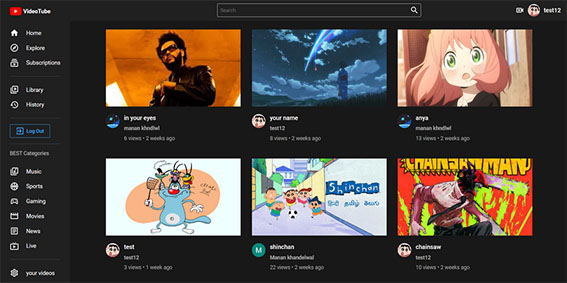 VideoTube
Search
test12
Home
Explore
Subscriptions
Library
History
Log Out
BEST Categories
Music
Sports
Gaming
Movies
News
Live
your videos
in your eyes
manan khndlwl
6 views • 2 weeks ago
your name
test12
8 views • 2 weeks ago
anya
manan khndlwl
13 views • 2 weeks ago
test
test12
3 views • 1 week ago
Shinchan
हिन्दी தமிழ் తెలుగు
M
shinchan
Manan khandelwal
22 views • 2 weeks ago
CHAINSAW MAN
chainsaw
test12
10 views • 2 weeks ago